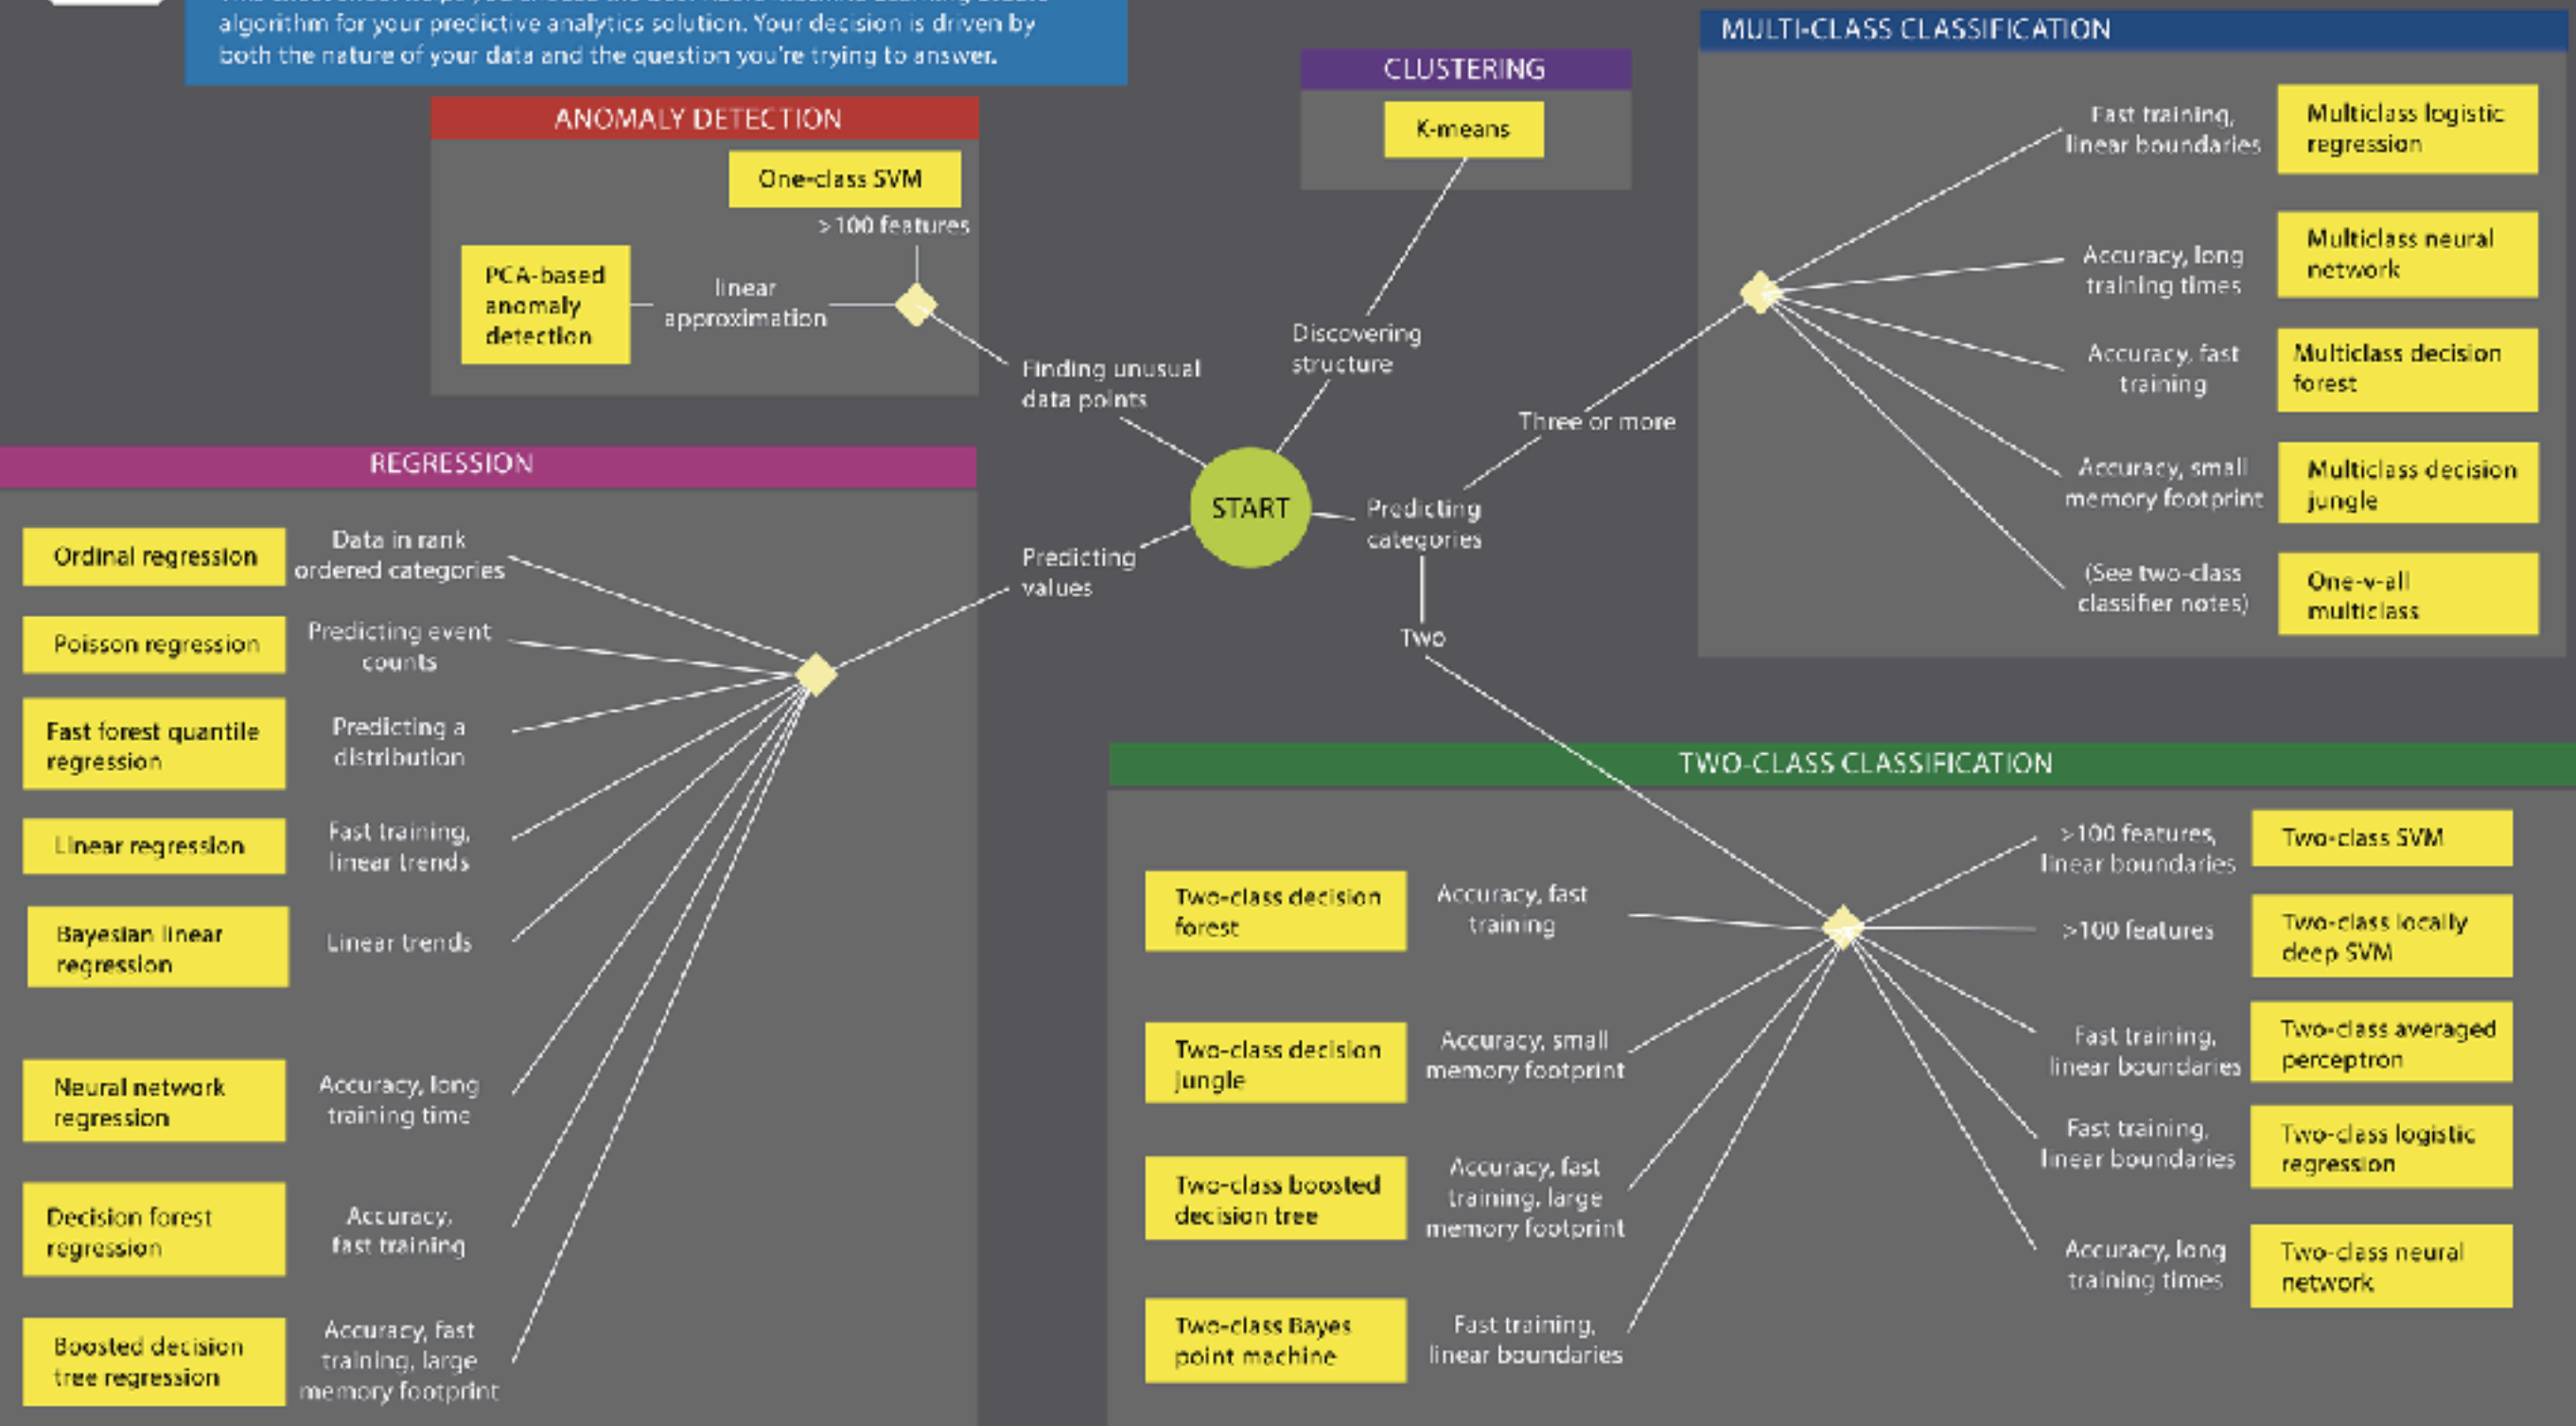 algorithm for your predictive analytics solution. Your decision is driven by
both the nature of your data and the question you're trying to answer.
ANOMALY DETECTION
One-class SVM
>100 features
PCA-based
anomaly
detection
linear
approximation
Finding unusual
data points
CLUSTERING
K-means
Discovering
structure
MULTI-CLASS CLASSIFICATION
Fast training,
linear boundaries
Multiclass logistic
regression
Accuracy, long
training times
Multiclass neural
network
Accuracy, fast
training
Multiclass decision
forest
Accuracy, small
memory footprint
Multiclass decision
jungle
(See two-class
classifier notes)
One-v-all
multiclass
Three or more
START
Predicting
categories
Two
Predicting
values
REGRESSION
Ordinal regression
Data in rank
ordered categories
Poisson regression
Predicting event
counts
Fast forest quantile
regression
Predicting a
distribution
Linear regression
Fast training,
linear trends
Bayesian linear
regression
Linear trends
Neural network
regression
Accuracy, long
training time
Decision forest
regression
Accuracy,
fast training
Boosted decision
tree regression
Accuracy, fast
training, large
memory footprint
TWO-CLASS CLASSIFICATION
Two-class decision
forest
Accuracy, fast
training
Two-class decision
jungle
Accuracy, small
memory footprint
Two-class boosted
decision tree
Accuracy, fast
training, large
memory footprint
Two-class Bayes
point machine
Fast training,
linear boundaries
>100 features,
linear boundaries
Two-class SVM
>100 features
Two-class locally
deep SVM
Fast training,
linear boundaries
Two-class averaged
perceptron
Fast training,
linear boundaries
Two-class logistic
regression
Accuracy, long
training times
Two-class neural
network